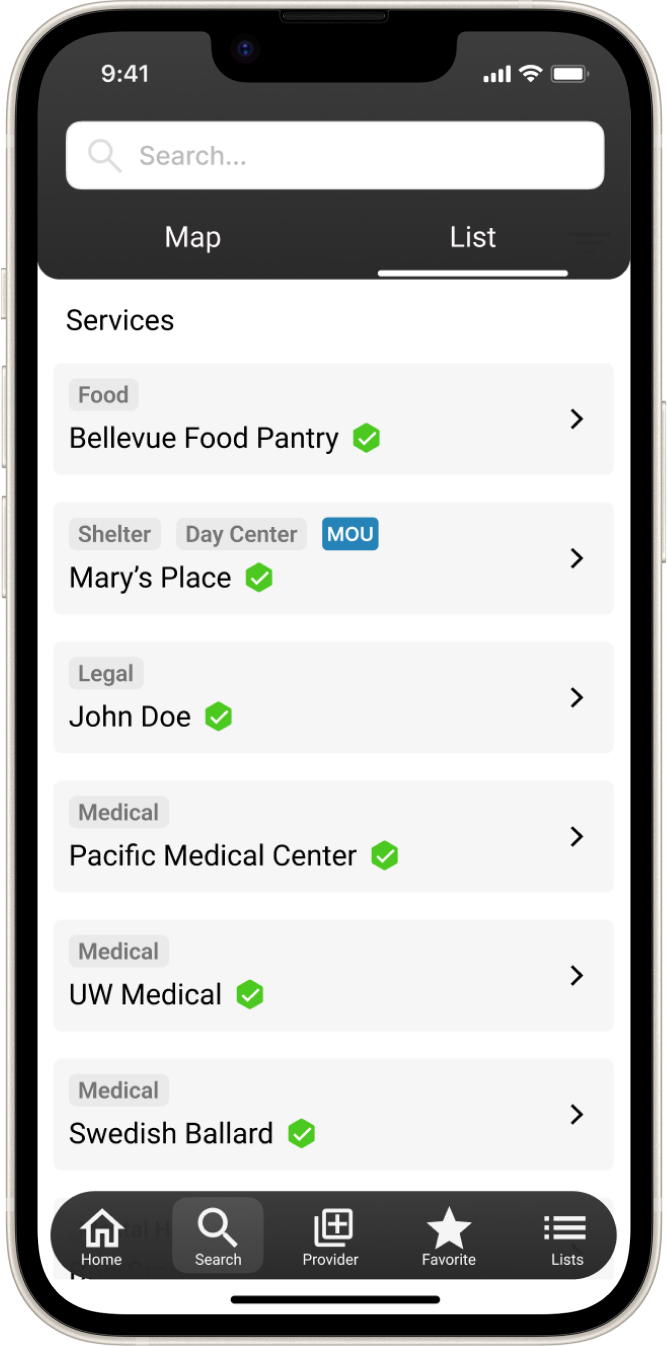 9:41
Search...
Map List
Services
Food
Bellevue Food Pantry
Shelter Day Center MOU
Mary’s Place
Legal
John Doe
Medical
Pacific Medical Center
Medical
UW Medical
Medical
Swedish Ballard
Home Search Provider Favorite Lists